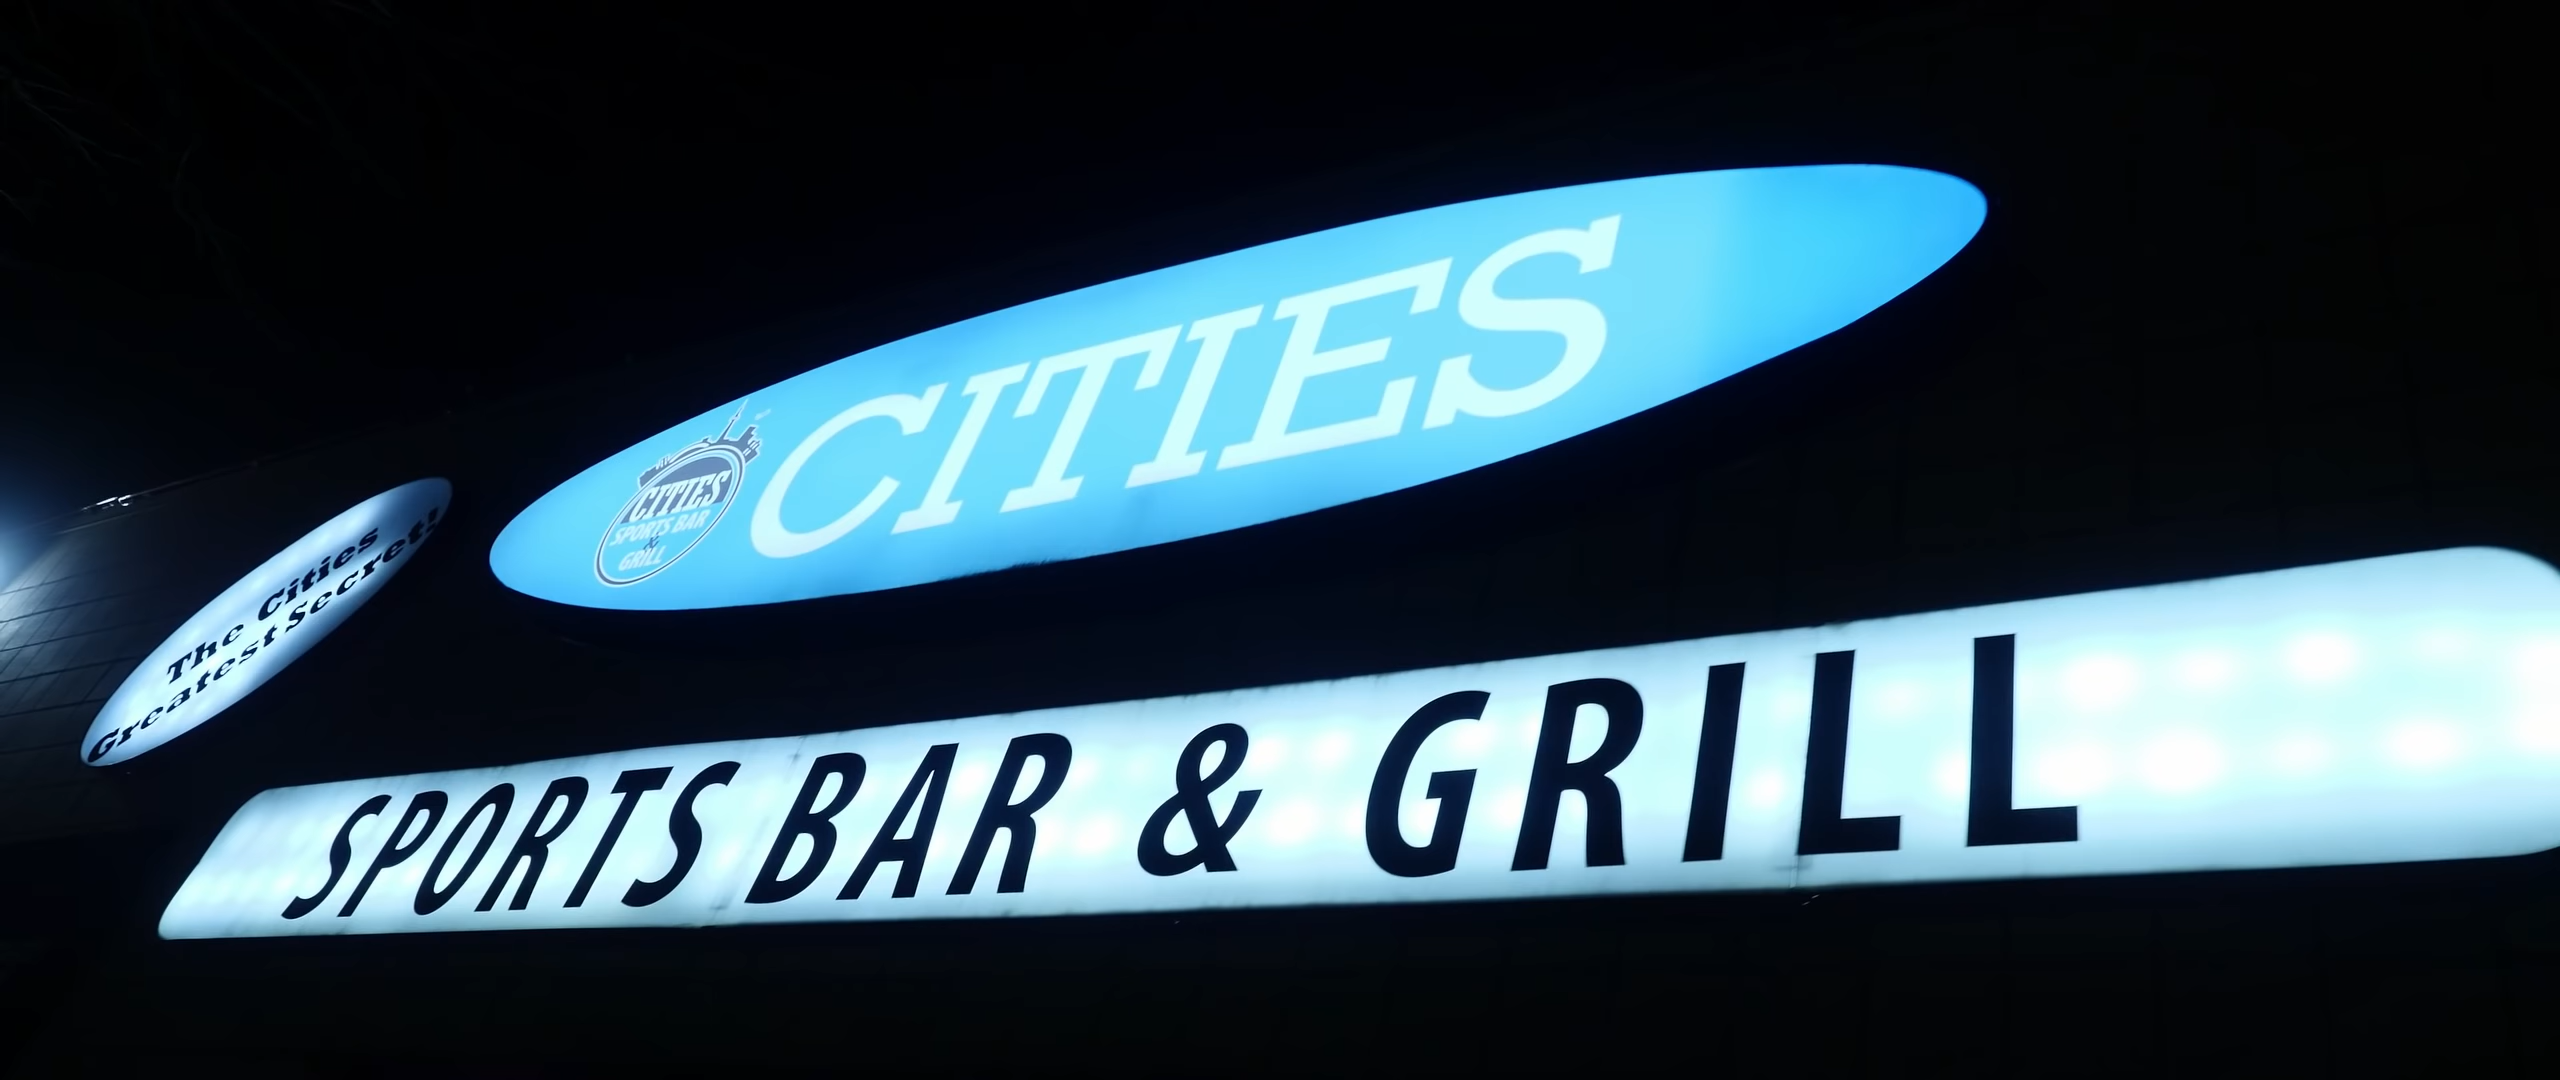 The Cities
Greatest Secret!
CITIES
CITIES
SPORTS BAR
&
GRILL
SPORTS BAR & GRILL